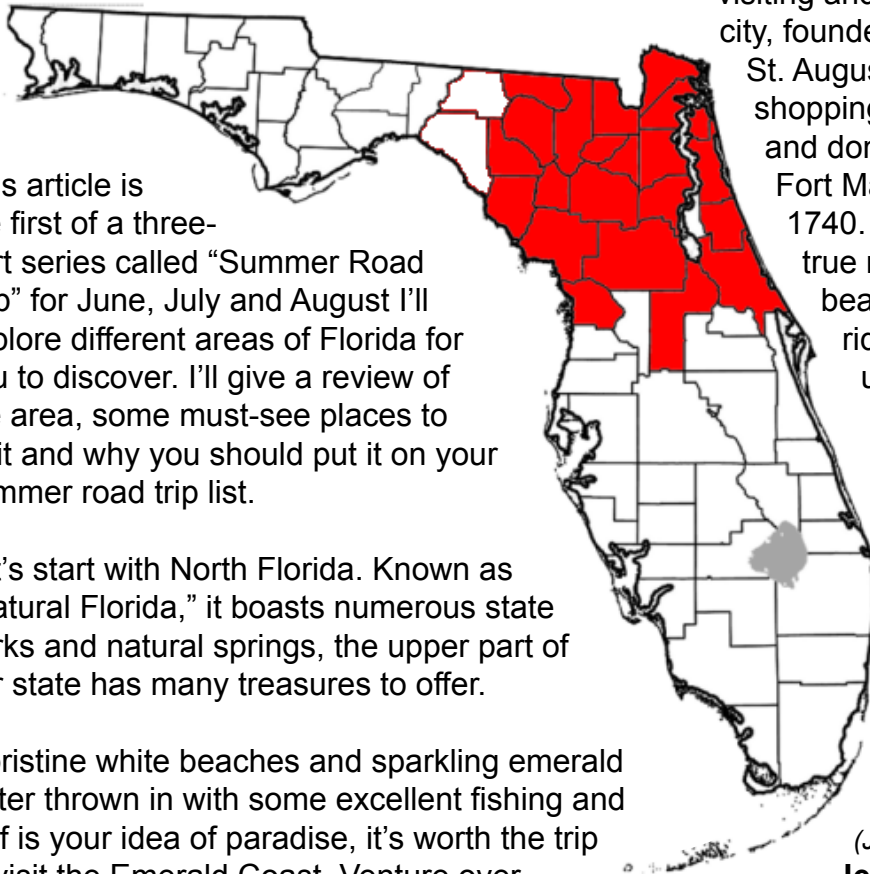 s article is
first of a three-
rt series called “Summer Road
p” for June, July and August I’ll
plore different areas of Florida for
u to discover. I’ll give a review of
e area, some must-see places to
it and why you should put it on your
mmer road trip list.
t’s start with North Florida. Known as
atural Florida,” it boasts numerous state
rks and natural springs, the upper part of
r state has many treasures to offer.
pristine white beaches and sparkling emerald
ter thrown in with some excellent fishing and
f is your idea of paradise, it’s worth the trip
visit the Emerald Coast. Venture over
visiting and
city, founde
St. Augus
shopping
and dor
Fort Ma
1740.
true
bea
ric
u
(J